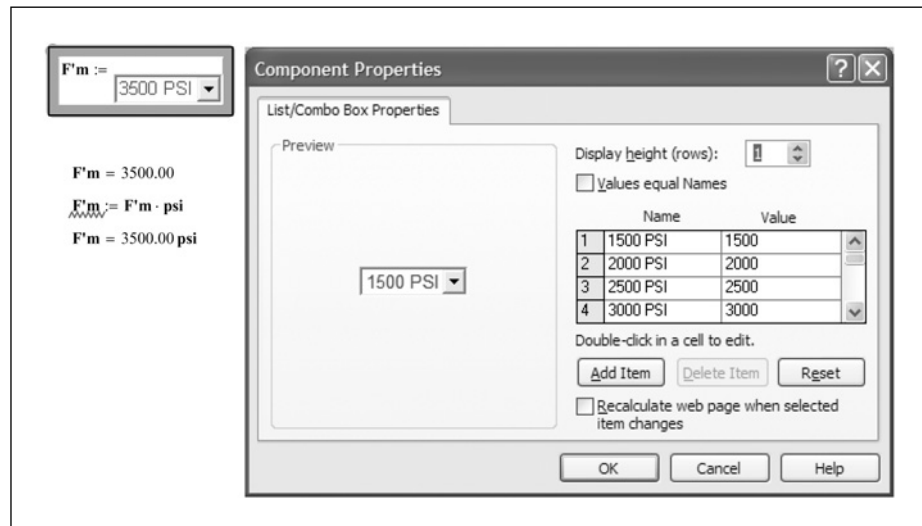 F'm :=
3500 PSI
F'm = 3500.00
F'm := F'm · psi
F'm = 3500.00 psi
Component Properties
List/Combo Box Properties
Preview
1500 PSI
Display height (rows): 1
Values equal Names
Name Value
1 1500 PSI 1500
2 2000 PSI 2000
3 2500 PSI 2500
4 3000 PSI 3000
Double-click in a cell to edit.
Add Item Delete Item Reset
Recalculate web page when selected
item changes
OK Cancel Help